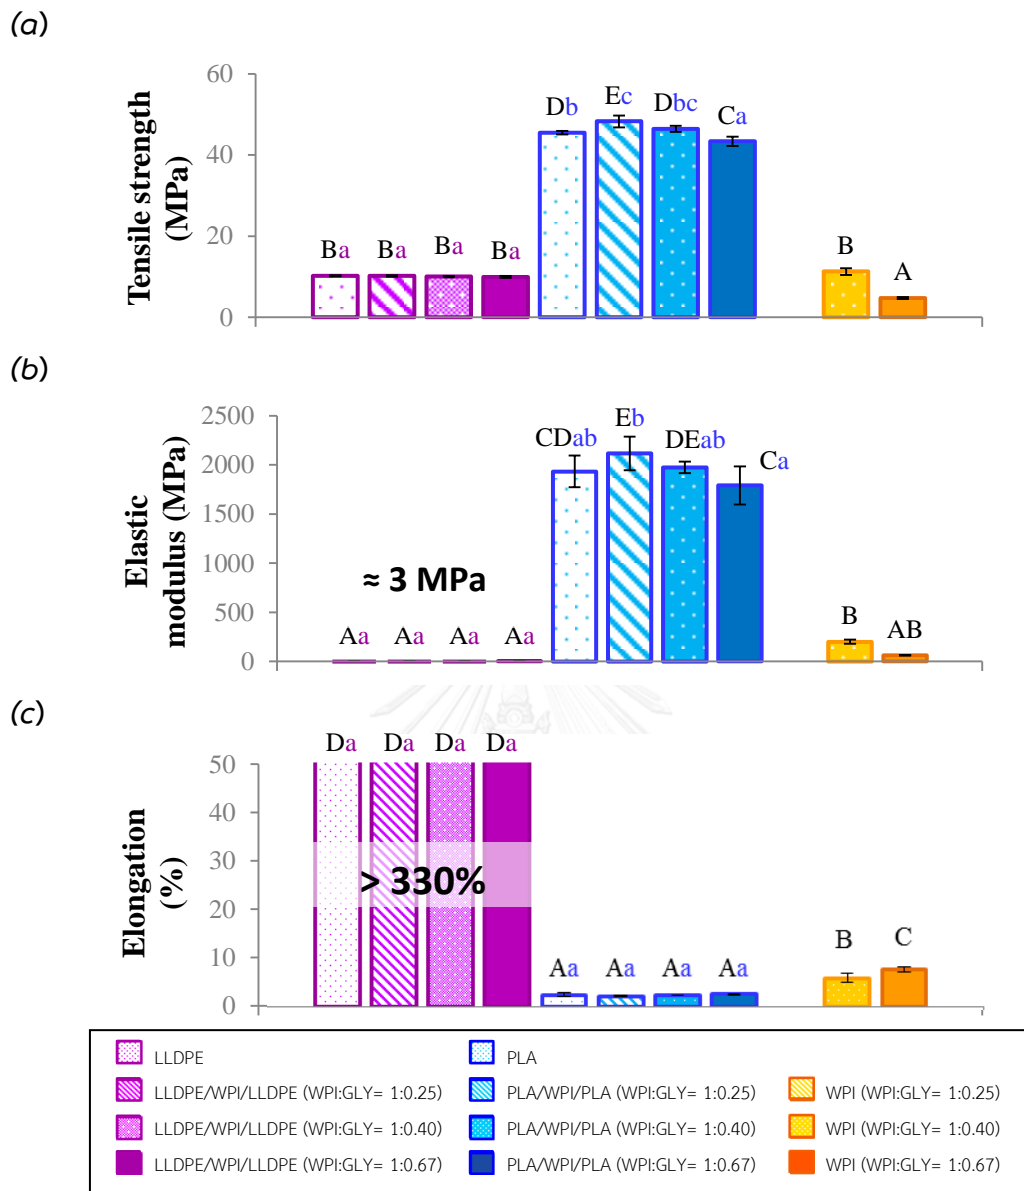 (a)
Tensile strength
(MPa)
60
40
20
0
Ba Ba Ba Ba Db Ec Dbc Ca B A
(b)
Elastic
modulus (MPa)
2500
2000
1500
1000
500
0
≈ 3 MPa
Aa Aa Aa Aa CDab Eb DEab Ca B AB
(c)
Elongation
(%)
50
40
30
20
10
0
Da Da Da Da Aa Aa Aa Aa B C
> 330%
LLDPE PLA
LLDPE/WPI/LLDPE (WPI:GLY= 1:0.25) PLA/WPI/PLA (WPI:GLY= 1:0.25) WPI (WPI:GLY= 1:0.25)
LLDPE/WPI/LLDPE (WPI:GLY= 1:0.40) PLA/WPI/PLA (WPI:GLY= 1:0.40) WPI (WPI:GLY= 1:0.40)
LLDPE/WPI/LLDPE (WPI:GLY= 1:0.67) PLA/WPI/PLA (WPI:GLY= 1:0.67) WPI (WPI:GLY= 1:0.67)